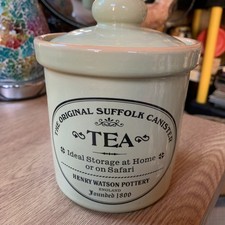 THE ORIGINAL SUFFOLK CANISTER
TEA
Ideal Storage at Home
or on Safari
HENRY WATSON POTTERY
ENGLAND
Founded 1800